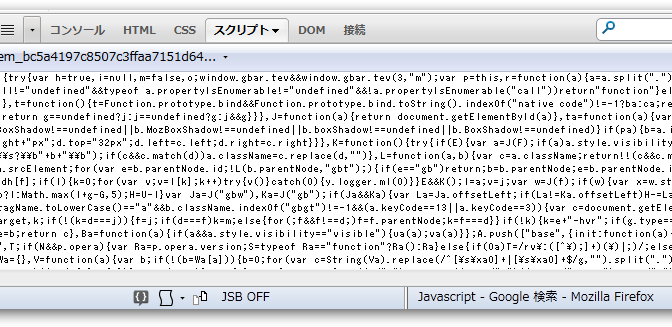 コンソール HTML CSS スクリプト DOM 接続
em_bc5a4197c8507c3ffaa7151d64...
{try{var h=true,i=null,m=false,o;window.gbar.tev&&window.gbar.tev(3,"m");var p=this,r=function(a){a=a.split(".")
ll!="undefined"&&typeof a.propertyIsEnumerable!="undefined"&&!a.propertyIsEnumerable("call"))return"function"}el
},t=function(){t=Function.prototype.bind&&Function.prototype.bind.toString().indexOf("native code")!=-1?ba:ca;re
return g==undefined?j:j==undefined?g:j&&g}}},J=function(a){return document.getElementById(a)},ta=function(a){var
Shadow!==undefined||b.MozBoxShadow!==undefined||b.boxShadow!==undefined||b.BoxShadow!==undefined)}if(pa){b=a.i
ght+"px";d.top="32px";d.left=c.left;d.right=c.right}}},K=function(){try{if(E){var a=J(F);if(a)a.style.visibility
¥s?¥¥b"+b+"¥¥b");if(c&&c.match(d))a.className=c.replace(d,"")},L=function(a,b){var c=a.className;return!!(c&&c.m
a.srcElement;for(var e=b.parentNode.id;!L(b.parentNode,"gbt");){if(e=="gb")return;b=b.parentNode;e=b.parentNode.i
dh[f];if(l){k=0;for(var v;v=l[k];k++)try{v()}catch(0){y.logger.ml(0)}}E&&K();l=a;v=j;var w=J(f);if(w){var x=w.st
o?I:Math.max(I+g-G,5);H=U-I}var Ja=J("gbw"),Ka=J("gb");if(Ja&&Ka){var La=Ja.offsetLeft;if(La!=Ka.offsetLeft)H-=La
tagName.toLowerCase()=="a"&&b.className.indexOf("gbgt")!=-1&&(a.keyCode==13||a.keyCode==3)){var c=document.getElem
arget,k;if(!(k=d===j)){f=j;if(d===f)k=m;else{for(;f&&f!==d;)f=f.parentNode;k=f===d}}if(!k){k=e+"-hvr";if(g.type==
e=b;return c},Ba=function(a){if(a&&a.style.visibility=="visible"){ua(a);va(a)}};A.push(["base",{init:function(a
",T;if(N&&p.opera){var Ra=p.opera.version;S=typeof Ra=="function"?Ra():Ra}else{if(Oa)T=/rv¥:([^¥);]+)(¥)|;)/;else
Wa={},V=function(a){var b;if(!(b=Wa[a])){b=0;for(var c=String(Va).replace(/^[¥s¥xa0]+|[¥s¥xa0]+$/g,"").split(".")
JSB OFF Javascript - Google 検索 - Mozilla Firefox